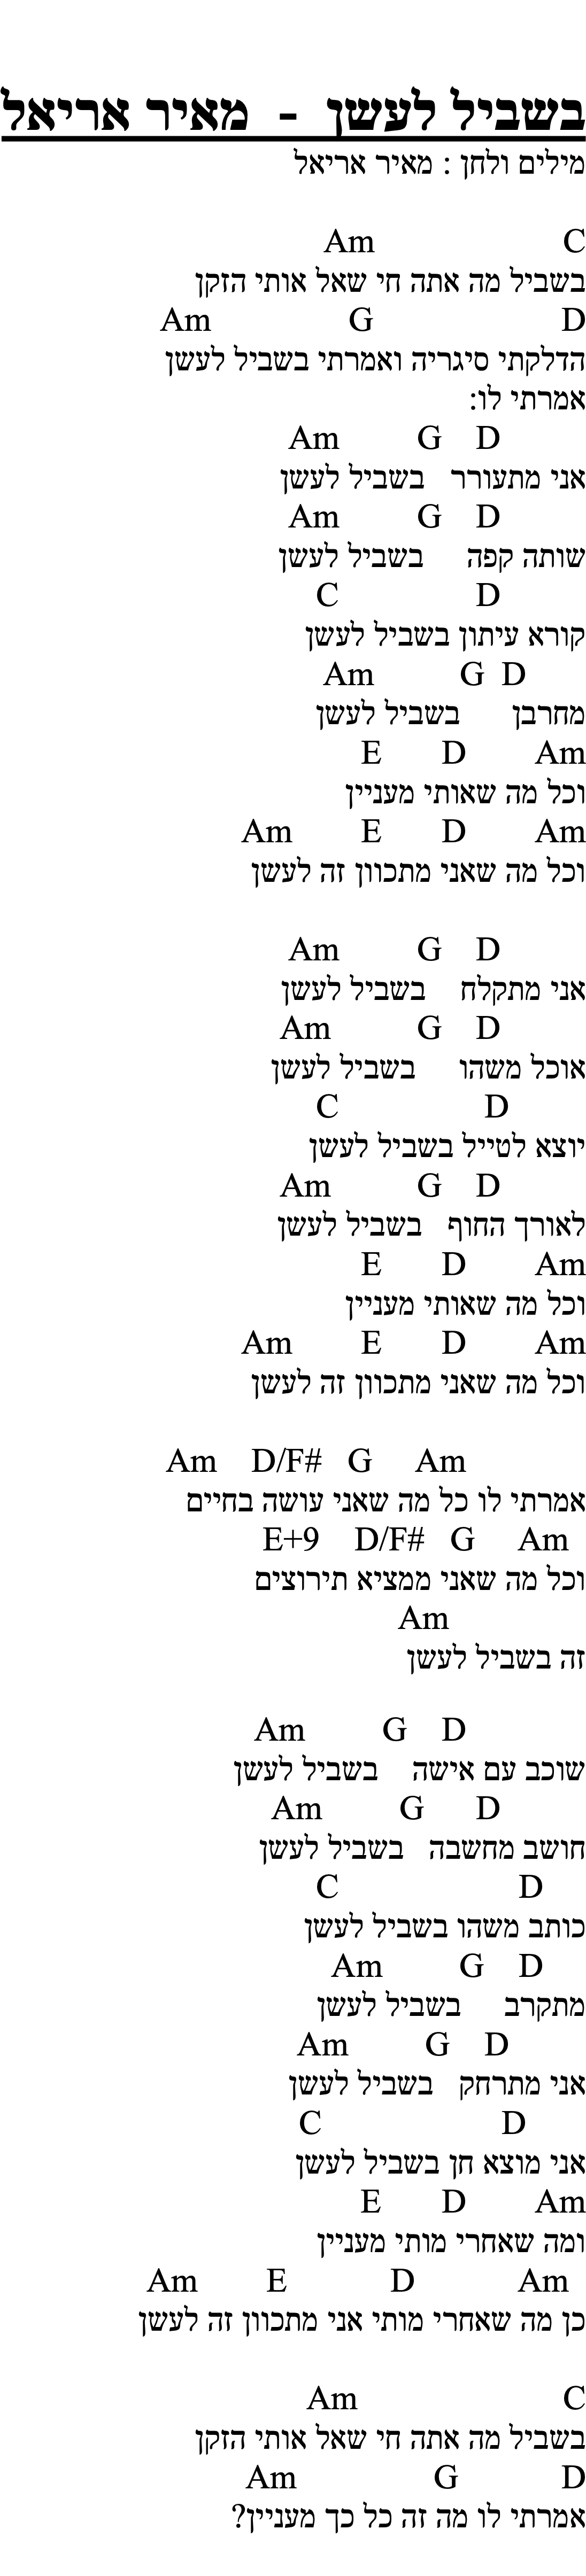 בשביל לעשן - מאיר אריאל
מילים ולחן : מאיר אריאל
C Am
בשביל מה אתה חי שאל אותי הזקן
D G Am
הדלקתי סיגריה ואמרתי בשביל לעשן
אמרתי לו:
D G Am
אני מתעורר בשביל לעשן
D G Am
שותה קפה בשביל לעשן
D C
קורא עיתון בשביל לעשן
D G Am
מחרבן בשביל לעשן
Am D E
וכל מה שאותי מעניין
Am D E Am
וכל מה שאני מתכוון זה לעשן
D G Am
אני מתקלח בשביל לעשן
D G Am
אוכל משהו בשביל לעשן
D C
יוצא לטייל בשביל לעשן
D G Am
לאורך החוף בשביל לעשן
Am D E
וכל מה שאותי מעניין
Am D E Am
וכל מה שאני מתכוון זה לעשן
Am G D/F# Am
אמרתי לו כל מה שאני עושה בחיים
Am G D/F# E+9
וכל מה שאני ממציא תירוצים
Am
זה בשביל לעשן
D G Am
שוכב עם אישה בשביל לעשן
D G Am
חושב מחשבה בשביל לעשן
D C
כותב משהו בשביל לעשן
D G Am
מתקרב בשביל לעשן
D G Am
אני מתרחק בשביל לעשן
D C
אני מוצא חן בשביל לעשן
Am D E
ומה שאחרי מותי מעניין
Am D E Am
כן מה שאחרי מותי אני מתכוון זה לעשן
C Am
בשביל מה אתה חי שאל אותי הזקן
D G Am
אמרתי לו מה זה כל כך מעניין?